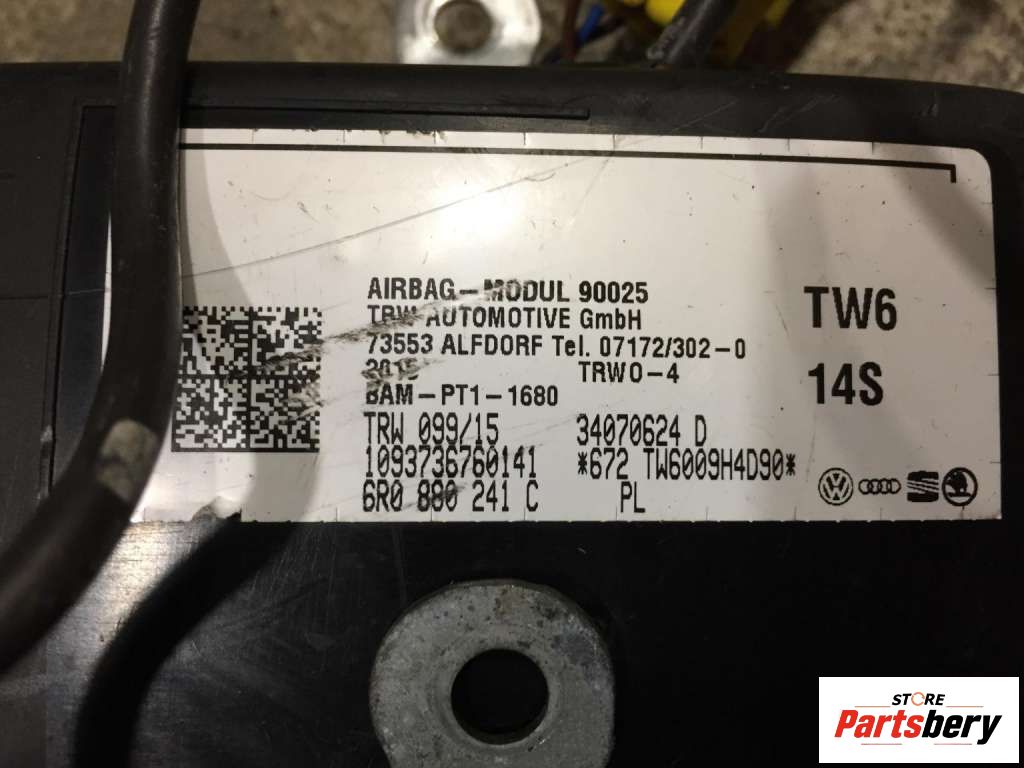 AIRBAG-MODUL 90025
TRW AUTOMOTIVE GmbH
73553 ALFDORF Tel. 07172/302-0
TRWO-4
BAM-PT1-1680
TRW 099/15 34070624 D
1093736760141 *672 TW6009H4D90*
6R0 880 241 C PL
TW6
14S
STORE
Partsbery